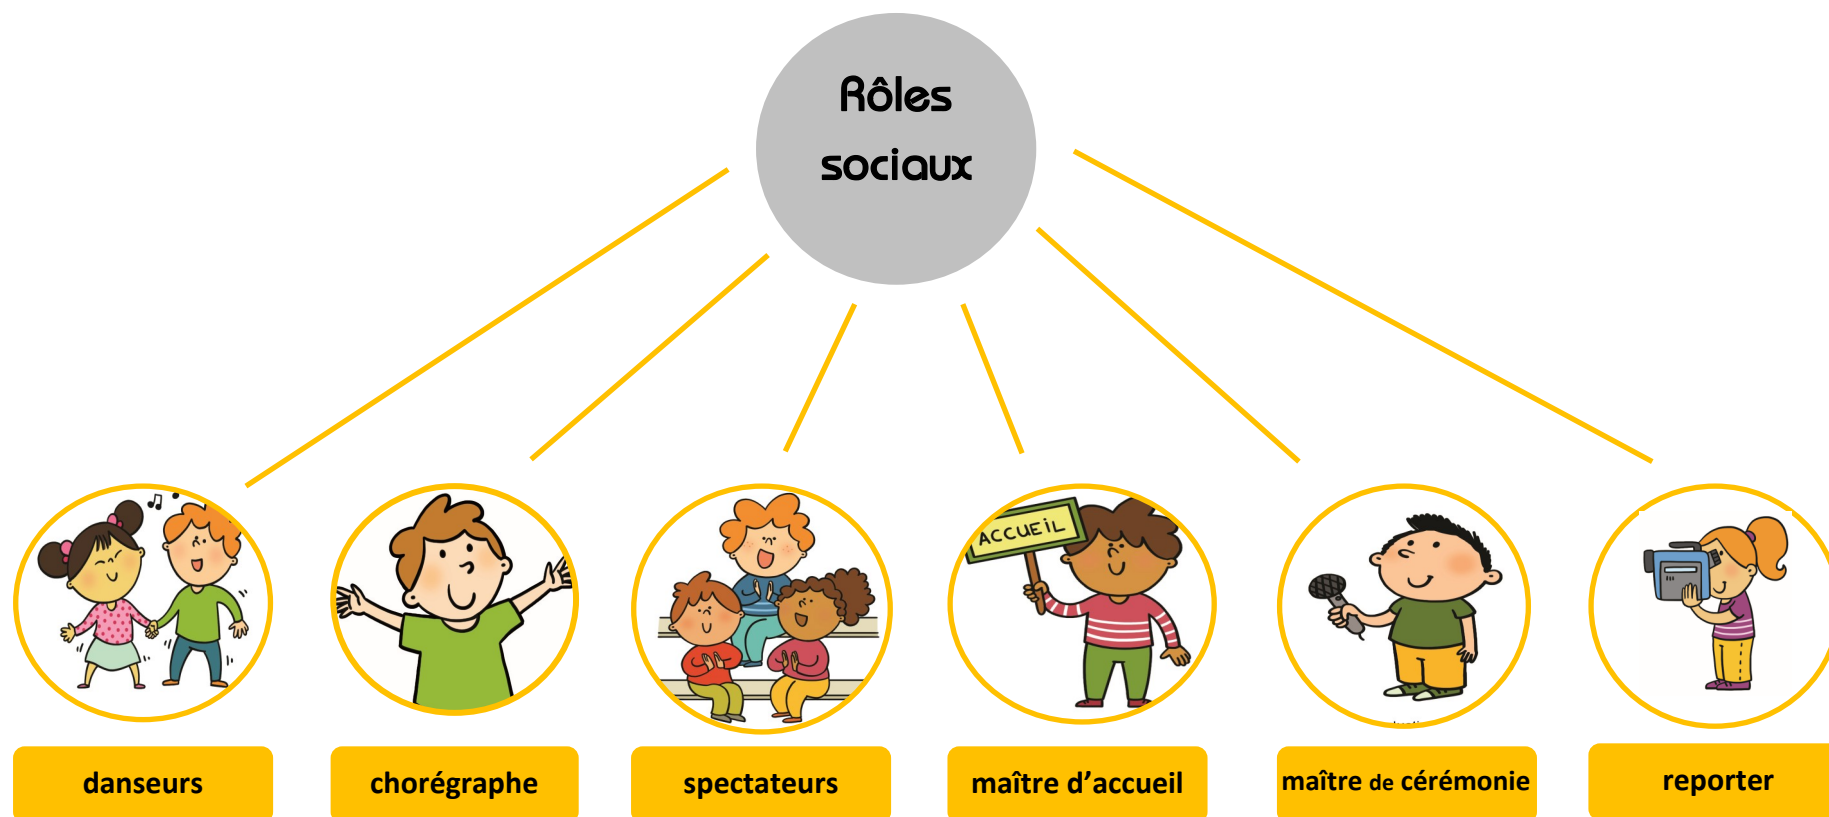 Rôles
sociaux
ACCUEIL
danseurs
chorégraphe
spectateurs
maître d’accueil
maître de cérémonie
reporter